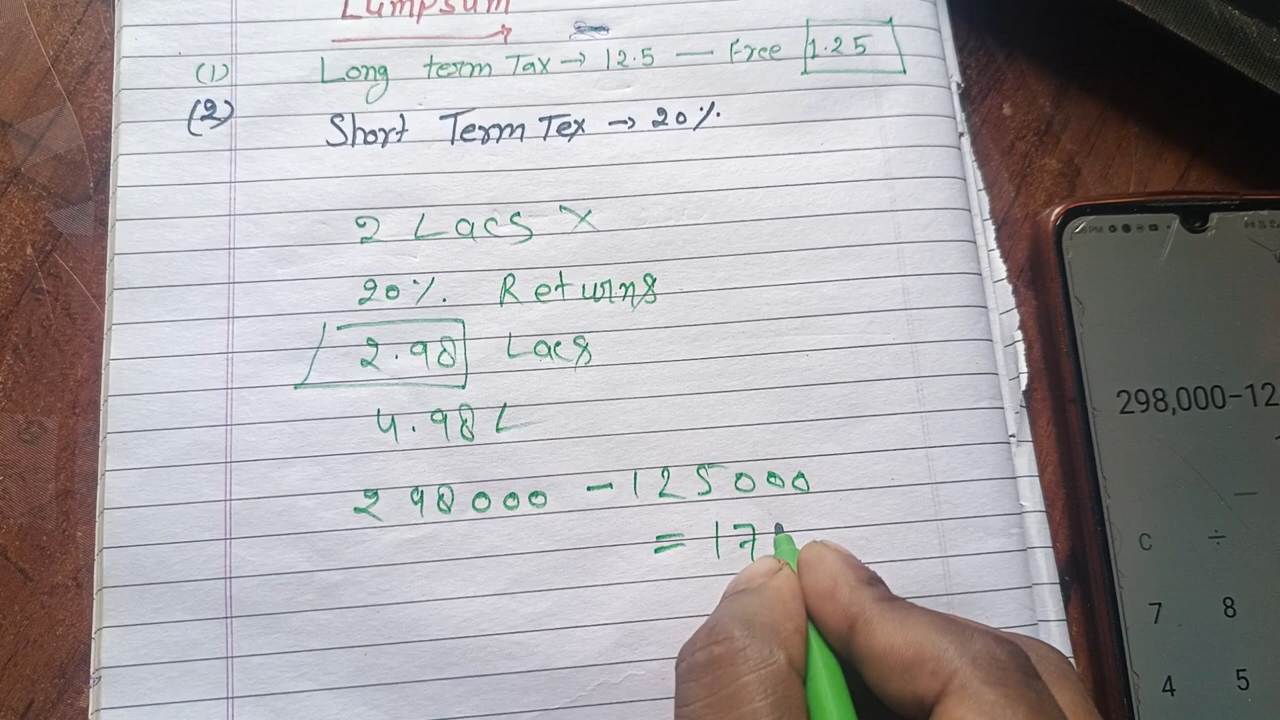 Lumpsum
(1) Long term Tax → 12.5 — Free 1.25
(2) Short Term Tex → 20%.
2 Lacs ×
20%. Returns
2.98 Lacs
4.98 L
298000 - 125000
= 17
298,000-12
C ÷
7 8
4 5